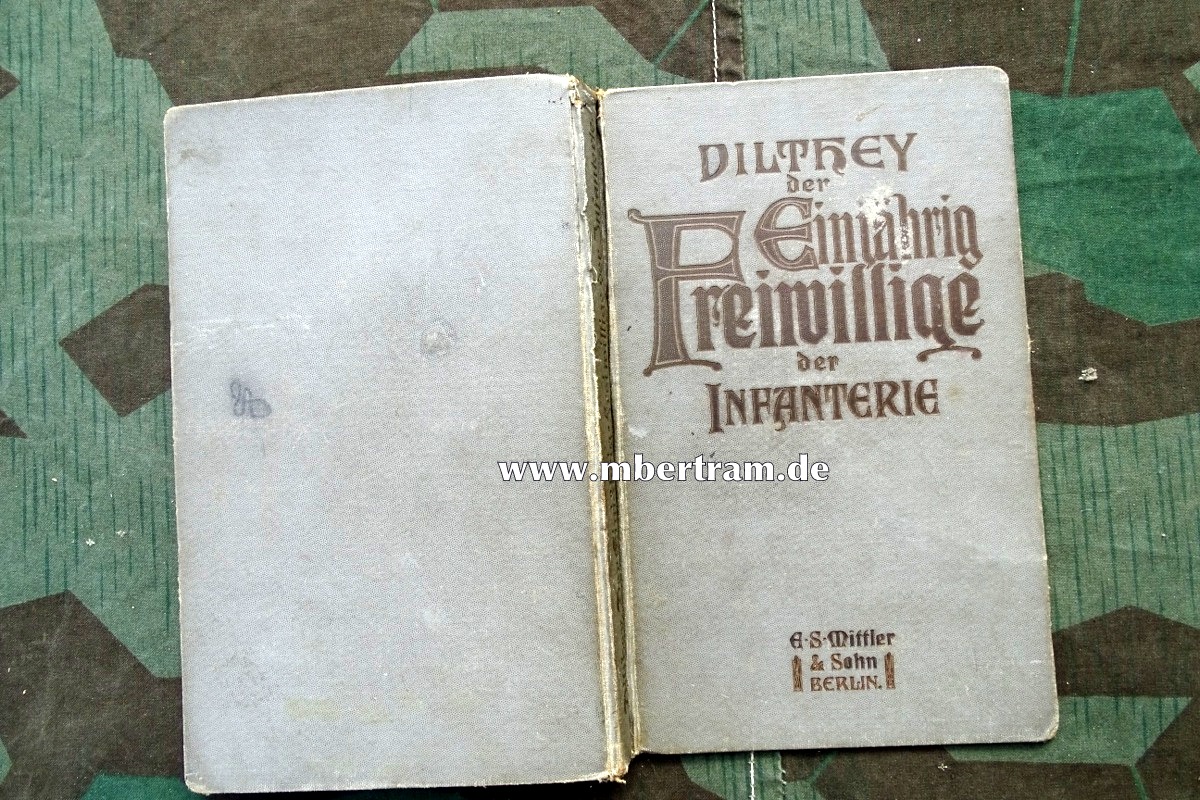 DILTHEY
der
Einjährig
Freiwillige
der
INFANTERIE
www.mbertram.de
E·S·Mittler
& Sohn
BERLIN.